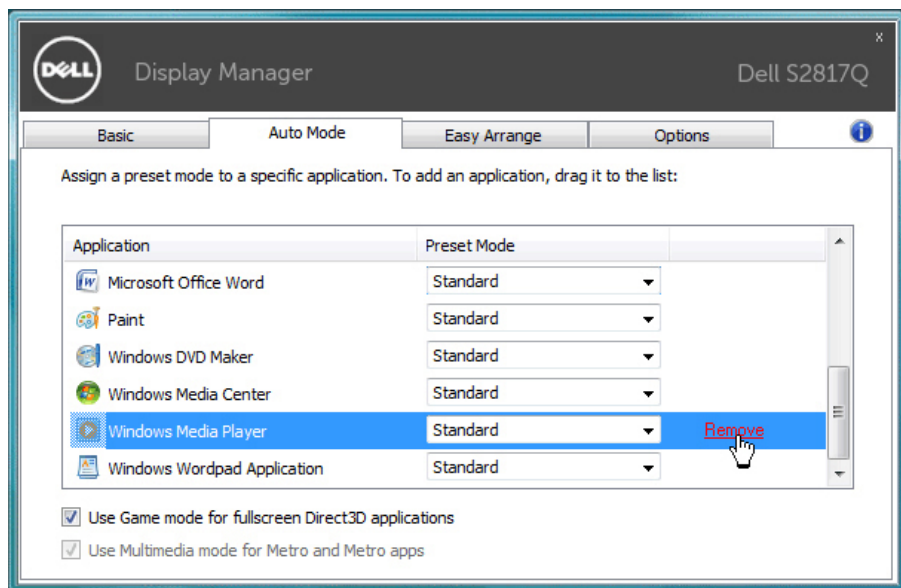 x
DELL Display Manager Dell S2817Q
Basic Auto Mode Easy Arrange Options i
Assign a preset mode to a specific application. To add an application, drag it to the list:
Application Preset Mode
Microsoft Office Word Standard
Paint Standard
Windows DVD Maker Standard
Windows Media Center Standard
Windows Media Player Standard Remove
Windows Wordpad Application Standard
Use Game mode for fullscreen Direct3D applications
Use Multimedia mode for Metro and Metro apps